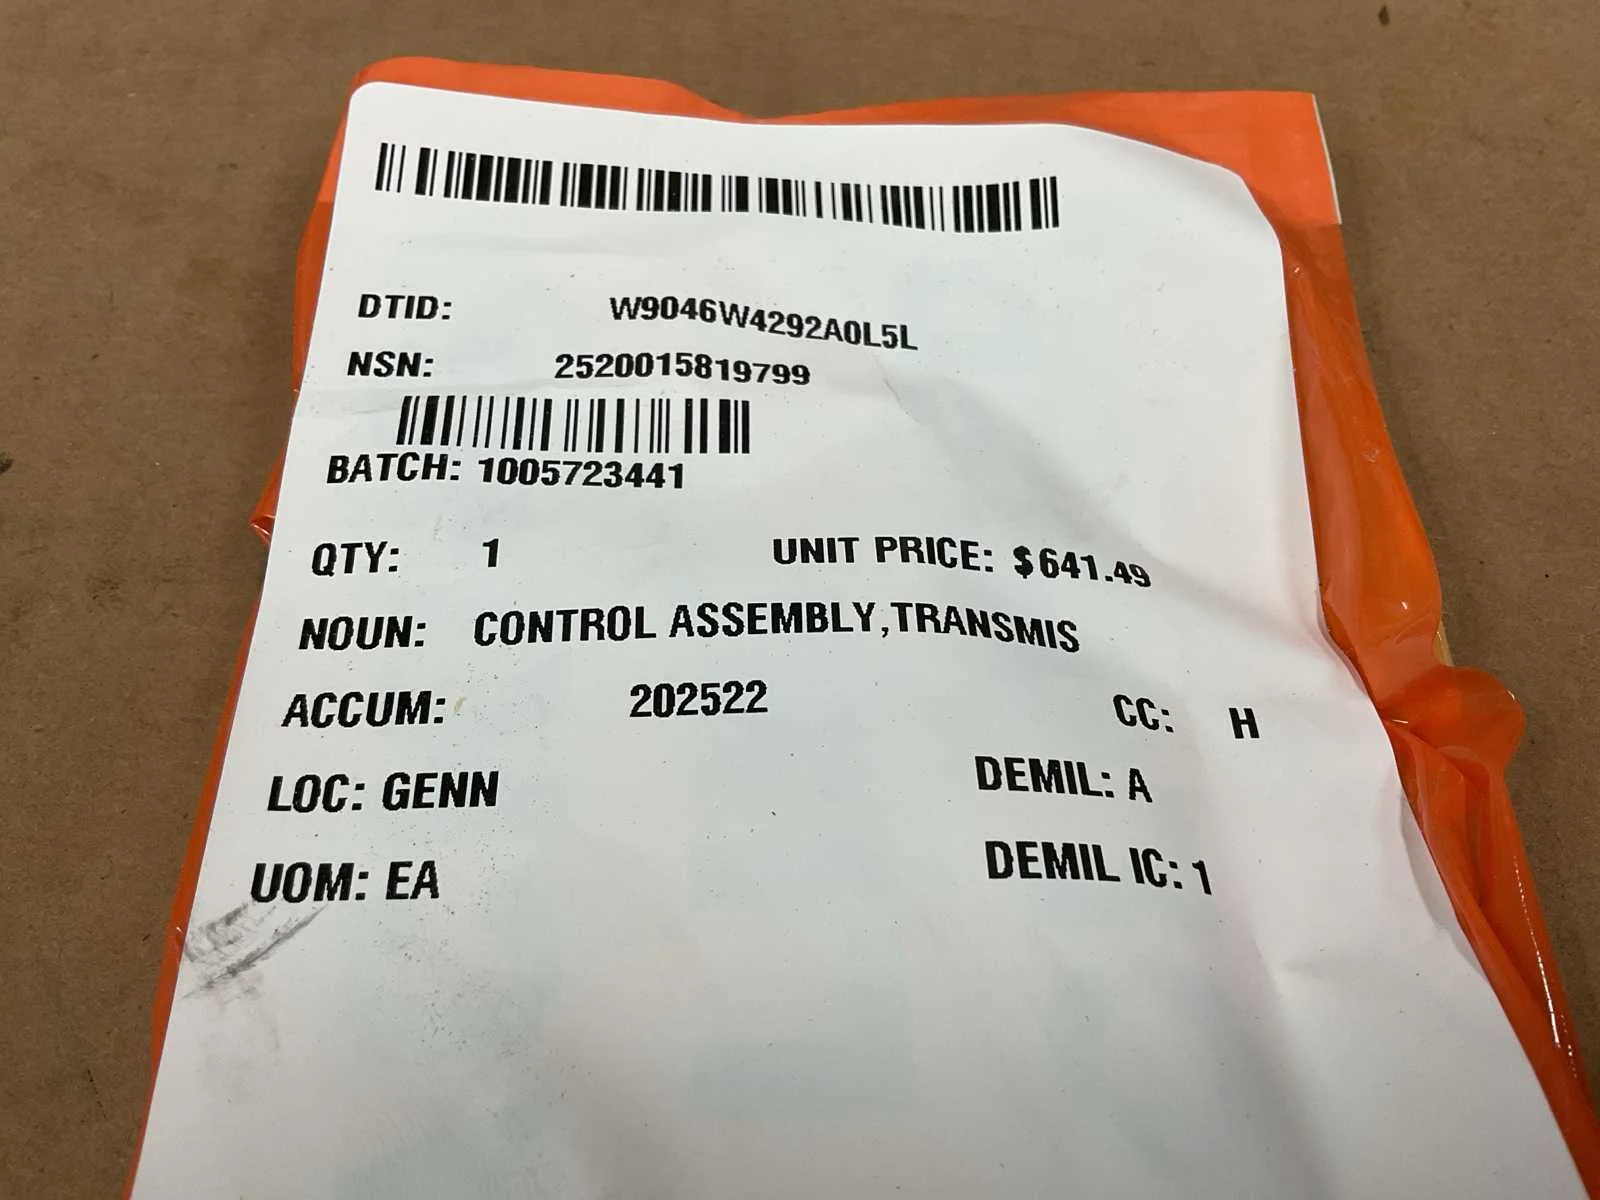 DTID: W9046W4292A0L5L
NSN: 2520015819799
BATCH: 1005723441
QTY: 1 UNIT PRICE: $641.49
NOUN: CONTROL ASSEMBLY,TRANSMIS
ACCUM: 202522 CC: H
LOC: GENN DEMIL: A
UOM: EA DEMIL IC: 1